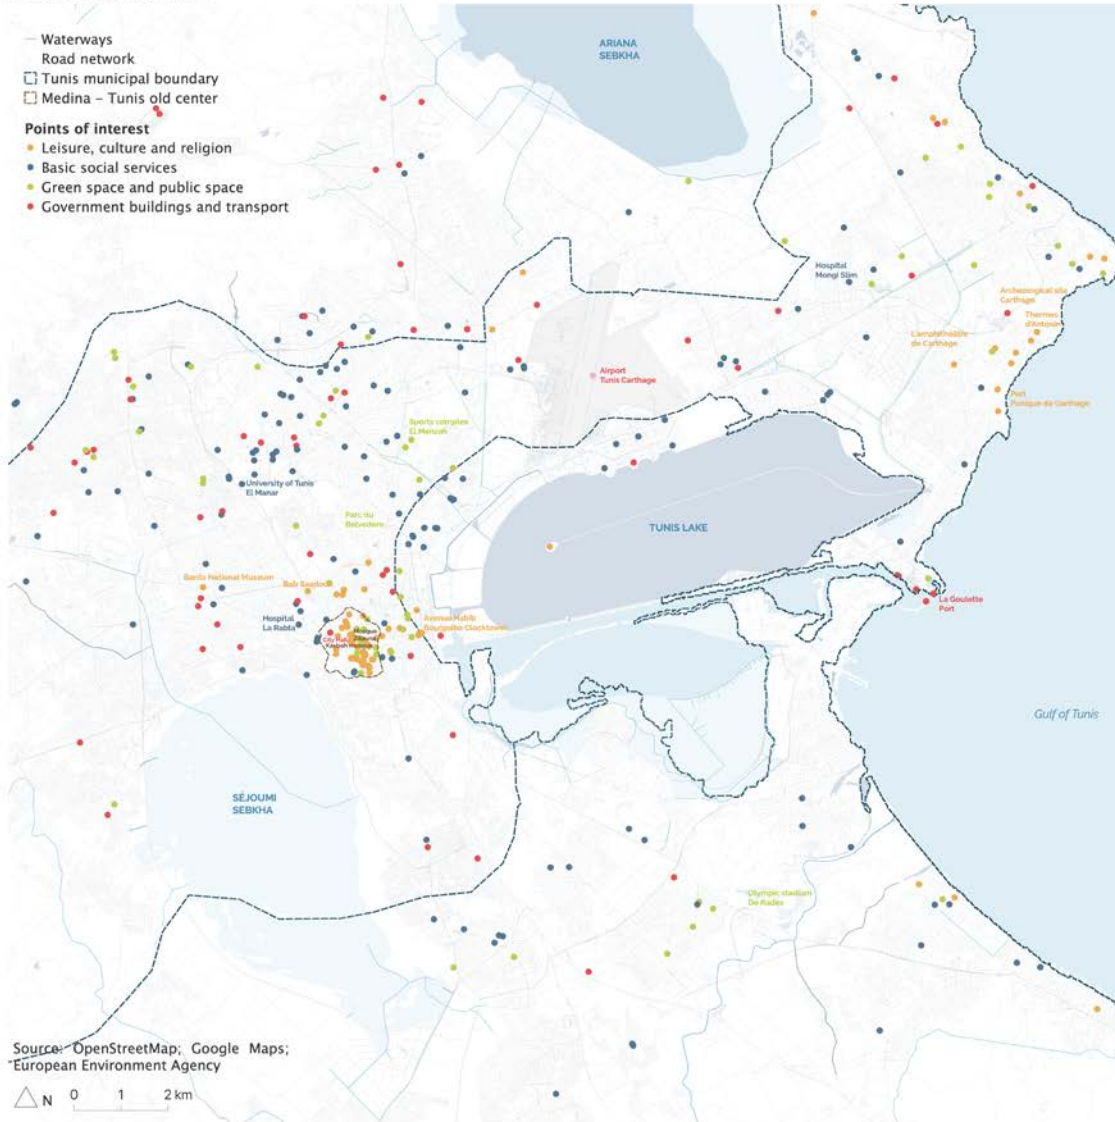 Waterways
Road network
Tunis municipal boundary
Medina – Tunis old center
Points of interest
Leisure, culture and religion
Basic social services
Green space and public space
Government buildings and transport
ARIANA
SEBKHA
Hospital
Mongi Slim
Archeological site
Carthage
Thermes
d'Antonin
L'amphithéâtre
de Carthage
Port
Punique de Carthage
Airport
Tunis Carthage
Sports complex
El Menzah
University of Tunis
El Manar
Parc du
Belvedere
TUNIS LAKE
Bardo National Museum
Bab Saadoun
Hospital
La Rabta
Avenue Habib
Bourguiba Clocktower
City Hall
Mosque
Kasbah
La Goulette
Port
Gulf of Tunis
SÉJOUMI
SEBKHA
Olympic stadium
De Rades
Source: OpenStreetMap; Google Maps;
European Environment Agency
N 0 1 2 km